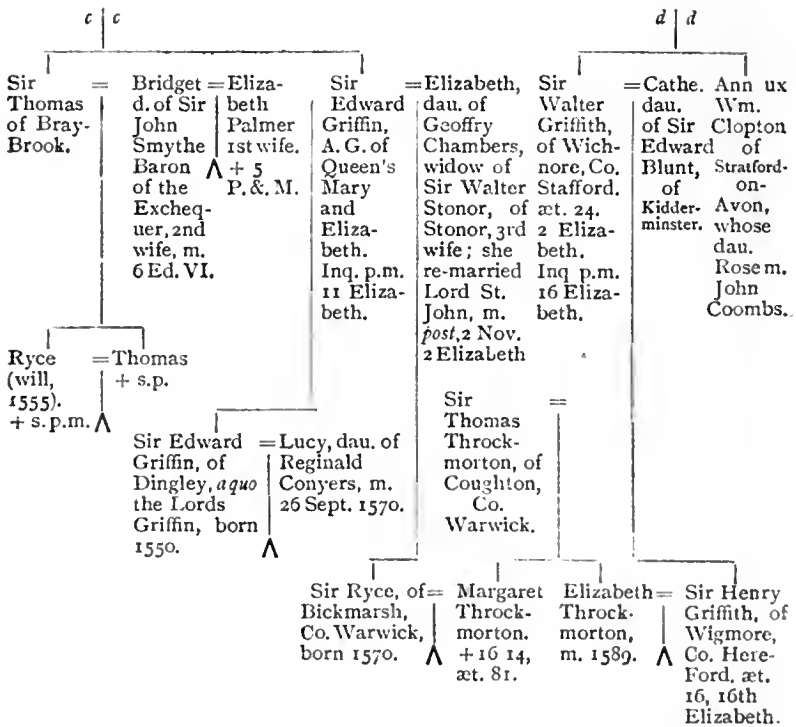 c c
d d
Sir
Thomas
of Bray-
Brook.
=
Bridget
d. of Sir
John
Smythe
Baron
of the
Excheq-
uer, 2nd
wife, m.
6 Ed. VI.
=
Eliza-
beth
Palmer
1st wife.
+ 5
P. & M.
Sir
Edward
Griffin,
A. G. of
Queen's
Mary
and
Eliza-
beth.
Inq. p.m.
11 Eliza-
beth.
=
Elizabeth,
dau. of
Geoffry
Chambers,
widow of
Sir Walter
Stonor, of
Stonor, 3rd
wife; she
re-married
Lord St.
John, m.
post, 2 Nov.
2 Elizabeth
Sir
Walter
Griffith,
of Wich-
nore, Co.
Stafford.
æt. 24.
2 Eliza-
beth.
Inq p.m.
16 Eliza-
beth.
=
Cathe.
dau.
of Sir
Edward
Blunt,
of
Kidder-
minster.
Ann ux
Wm.
Clopton
of
Stratford-
on-
Avon,
whose
dau.
Rose m.
John
Coombs.
Ryce
(will,
1555).
+ s.p.m.
=
Thomas
+ s.p.
Sir Edward
Griffin, of
Dingley, a quo
the Lords
Griffin, born
1550.
=
Lucy, dau. of
Reginald
Conyers, m.
26 Sept. 1570.
Sir
Thomas
Throck-
morton, of
Coughton,
Co.
Warwick.
=
Sir Ryce, of
Bickmarsh,
Co. Warwick,
born 1570.
=
Margaret
Throck-
morton.
+ 16 14,
æt. 81.
Elizabeth
Throck-
morton,
m. 1589.
=
Sir Henry
Griffith, of
Wigmore,
Co. Here-
Ford. æt.
16, 16th
Elizabeth.